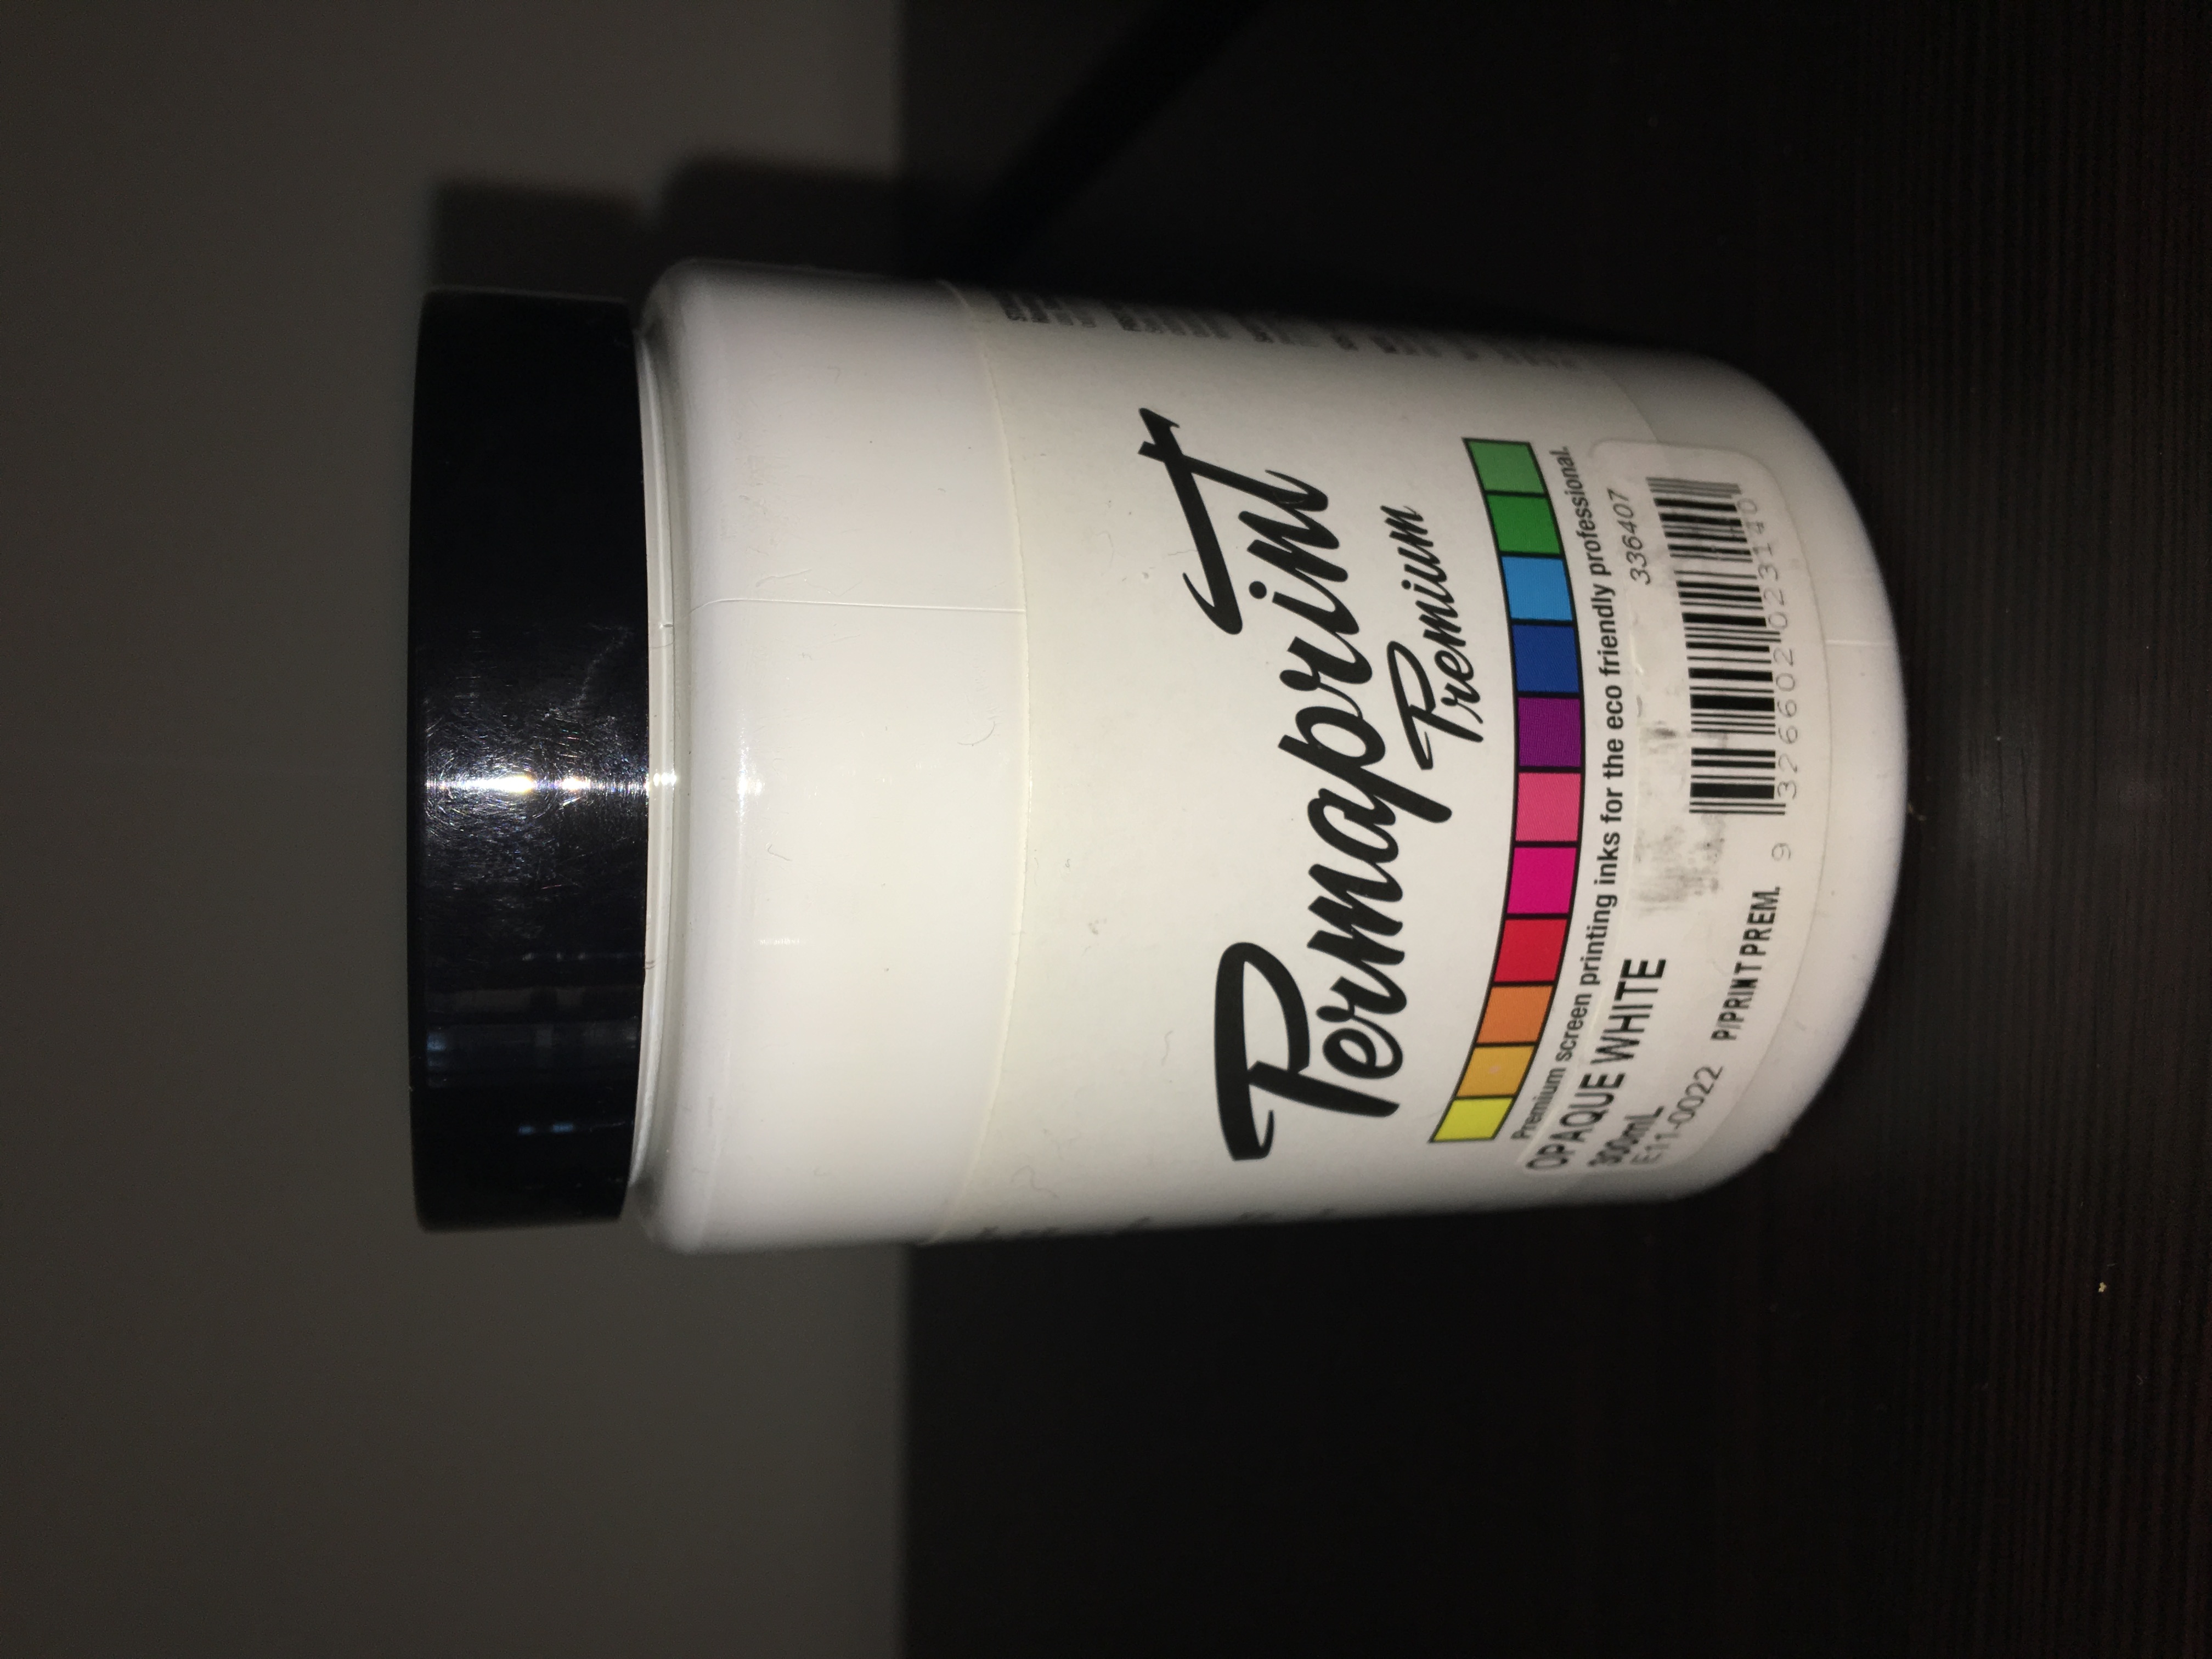 Permaprint
Premium
Premium screen printing inks for the eco friendly professional.
OPAQUE WHITE
300mL
E11-0022
P/PRINT PREM.
336407
9 326602 023140